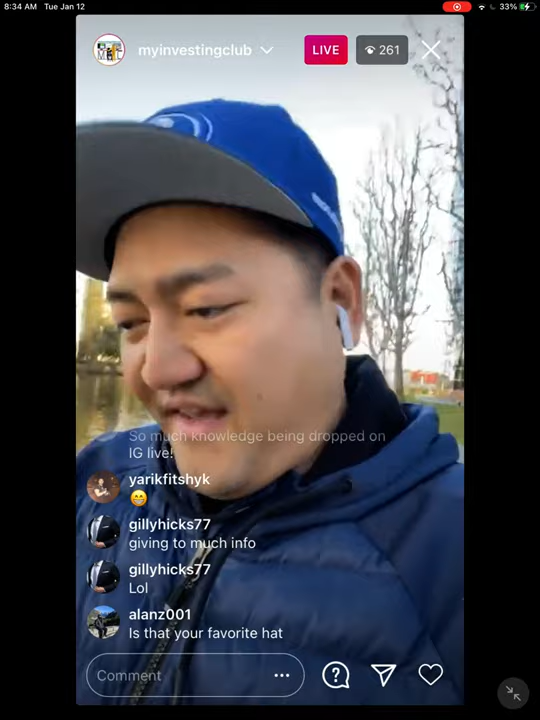 8:34 AM Tue Jan 12
33%
myinvestingclub
LIVE
261
So much knowledge being dropped on
IG live!
yarikfitshyk
gillyhicks77
giving to much info
gillyhicks77
Lol
alanz001
Is that your favorite hat
Comment